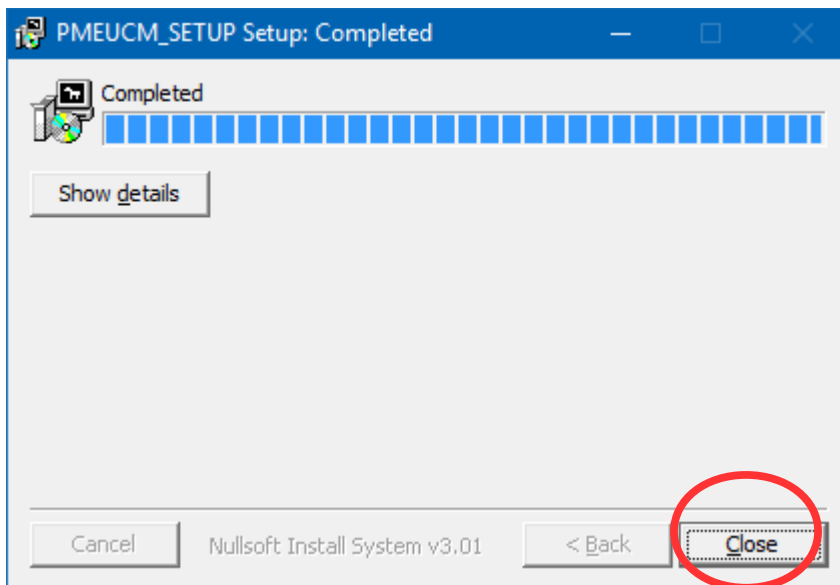 PMEUCM_SETUP Setup: Completed
Completed
Show details
Cancel Nullsoft Install System v3.01 < Back Close